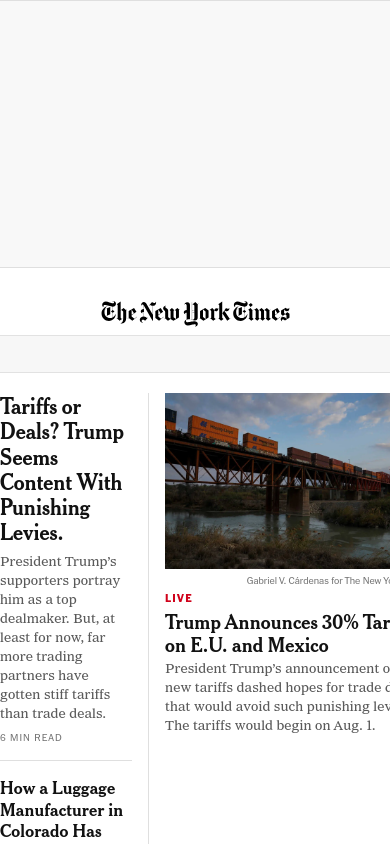 The New York Times
Tariffs or
Deals? Trump
Seems
Content With
Punishing
Levies.
President Trump's
supporters portray
him as a top
dealmaker. But, at
least for now, far
more trading
partners have
gotten stiff tariffs
than trade deals.
6 MIN READ
How a Luggage
Manufacturer in
Colorado Has
Gabriel V. Cárdenas for The New Yo
LIVE
Trump Announces 30% Tar
on E.U. and Mexico
President Trump's announcement o
new tariffs dashed hopes for trade d
that would avoid such punishing lev
The tariffs would begin on Aug. 1.